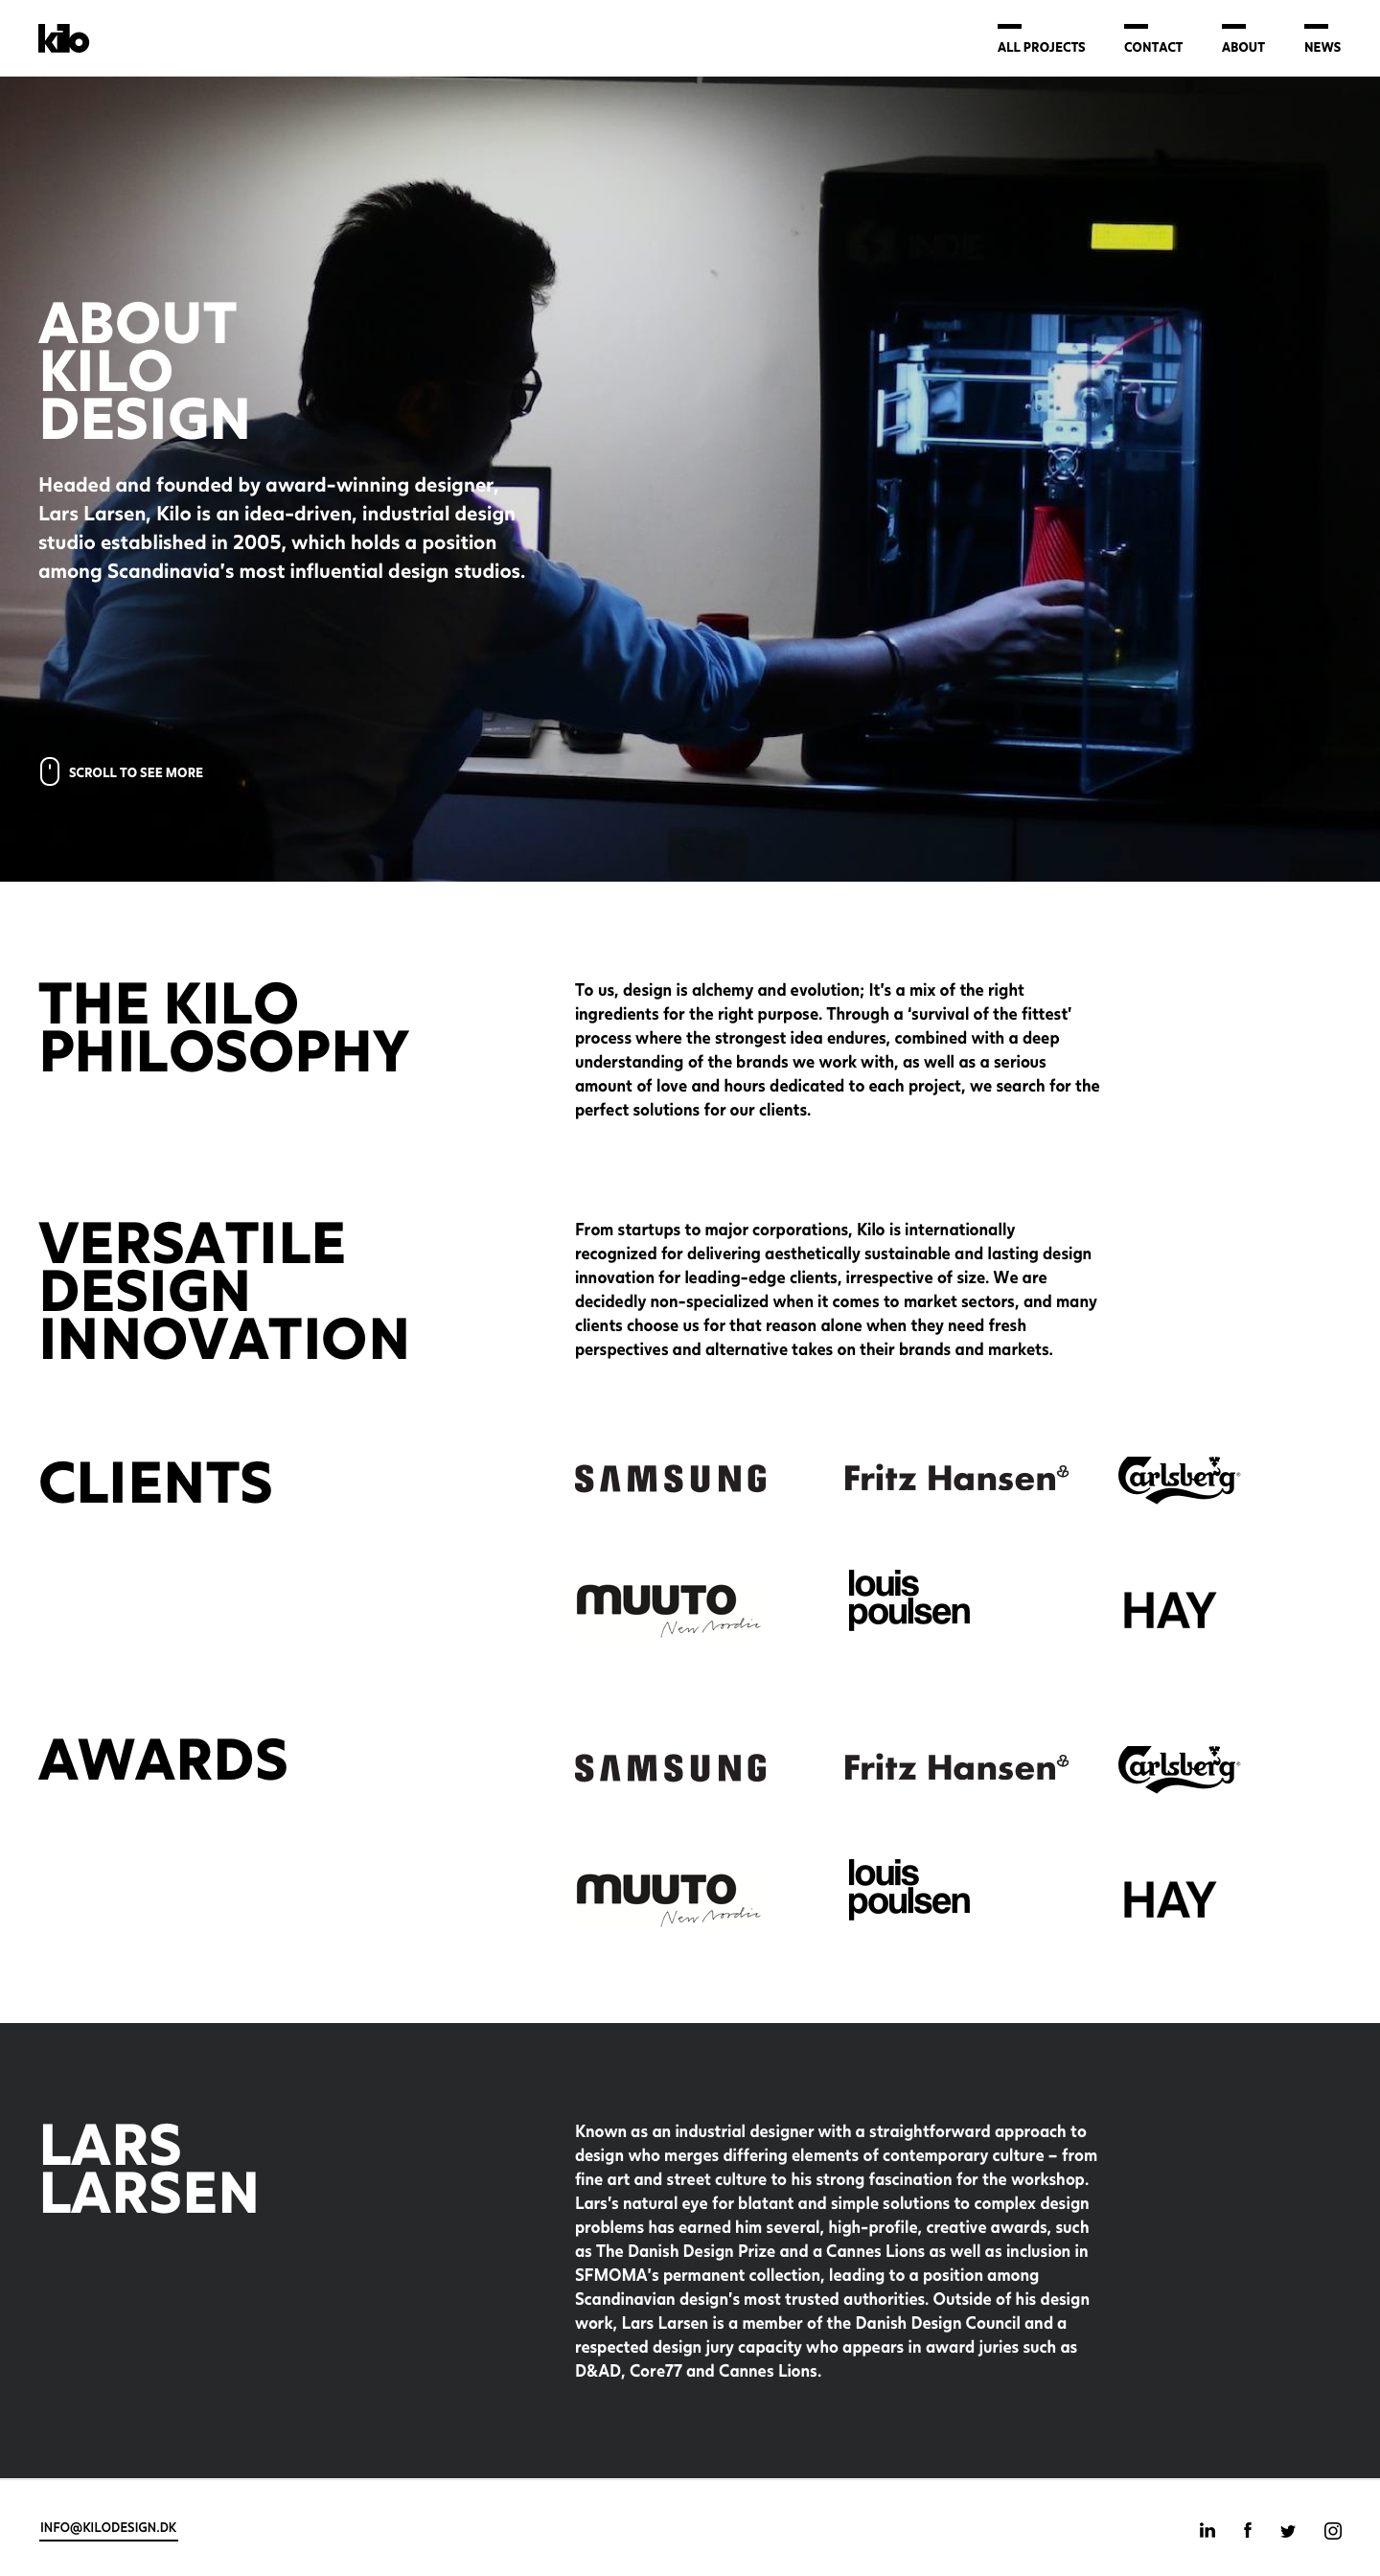 kilo
ALL PROJECTS
CONTACT
ABOUT
NEWS
INDIE
ABOUT
KILO
DESIGN
Headed and founded by award-winning designer,
Lars Larsen, Kilo is an idea-driven, industrial design
studio established in 2005, which holds a position
among Scandinavia's most influential design studios.
SCROLL TO SEE MORE
THE KILO
PHILOSOPHY
To us, design is alchemy and evolution; It's a mix of the right
ingredients for the right purpose. Through a 'survival of the fittest'
process where the strongest idea endures, combined with a deep
understanding of the brands we work with, as well as a serious
amount of love and hours dedicated to each project, we search for the
perfect solutions for our clients.
VERSATILE
DESIGN
INNOVATION
From startups to major corporations, Kilo is internationally
recognized for delivering aesthetically sustainable and lasting design
innovation for leading-edge clients, irrespective of size. We are
decidedly non-specialized when it comes to market sectors, and many
clients choose us for that reason alone when they need fresh
perspectives and alternative takes on their brands and markets.
CLIENTS
SAMSUNG
Fritz Hansen
Carlsberg®
muuto
New Nordic
louis
poulsen
HAY
AWARDS
SAMSUNG
Fritz Hansen
Carlsberg®
muuto
New Nordic
louis
poulsen
HAY
LARS
LARSEN
Known as an industrial designer with a straightforward approach to
design who merges differing elements of contemporary culture – from
fine art and street culture to his strong fascination for the workshop.
Lars's natural eye for blatant and simple solutions to complex design
problems has earned him several, high-profile, creative awards, such
as The Danish Design Prize and a Cannes Lions as well as inclusion in
SFMOMA's permanent collection, leading to a position among
Scandinavian design's most trusted authorities. Outside of his design
work, Lars Larsen is a member of the Danish Design Council and a
respected design jury capacity who appears in award juries such as
D&AD, Core77 and Cannes Lions.
INFO@KILODESIGN.DK
in
f